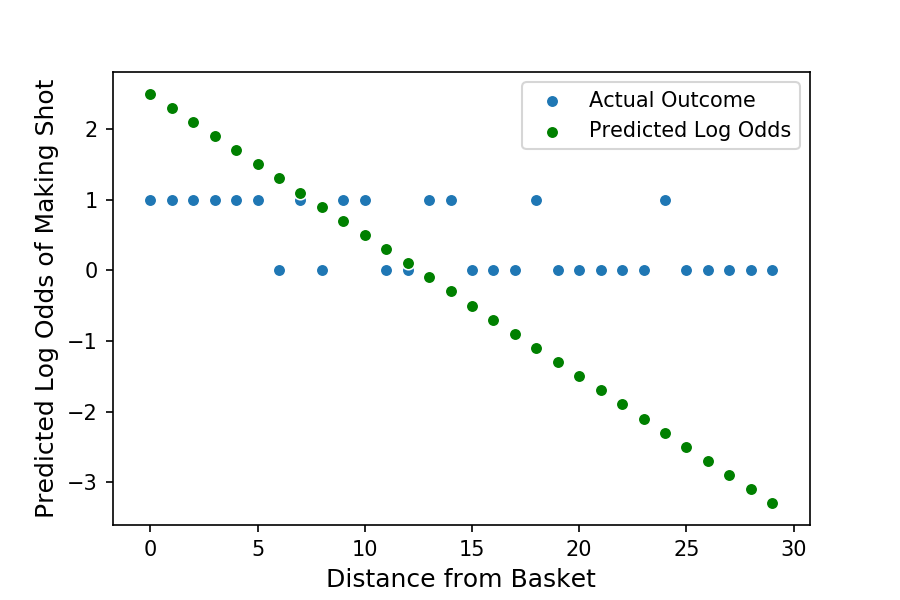 Actual Outcome
Predicted Log Odds
Predicted Log Odds of Making Shot
2
1
0
−1
−2
−3
0 5 10 15 20 25 30
Distance from Basket